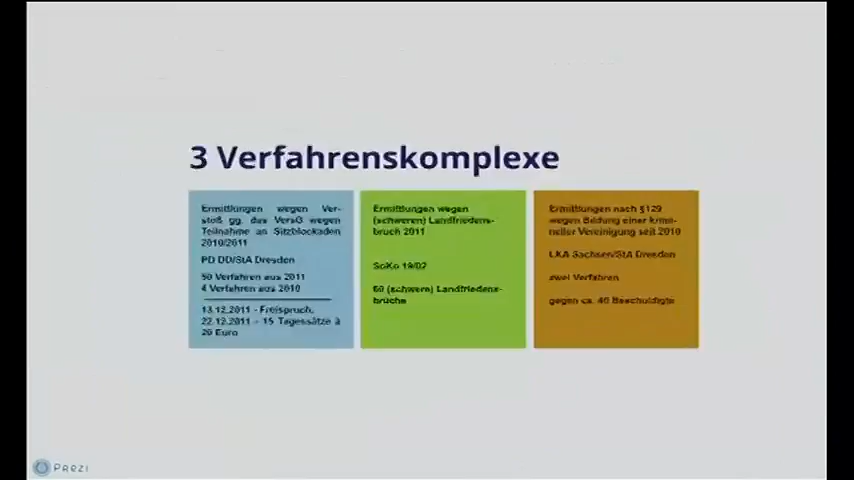 3 Verfahrenskomplexe
Ermittlungen wegen Ver-
stoß gg. das VersG wegen
Teilnahme an Sitzblockaden
2010/2011
PD DD/StA Dresden
50 Verfahren aus 2011
4 Verfahren aus 2010
13.12.2011 - Freispruch,
22.12.2011 - 15 Tagessätze à
20 Euro
Ermittlungen wegen
(schweren) Landfriedens-
bruch 2011
SoKo 19/02
60 (schwere) Landfriedens-
brüche
Ermittlungen nach §129
wegen Bildung einer krimi-
neller Vereinigung seit 2010
LKA Sachsen/StA Dresden
zwei Verfahren
gegen ca. 40 Beschuldigte
Prezi